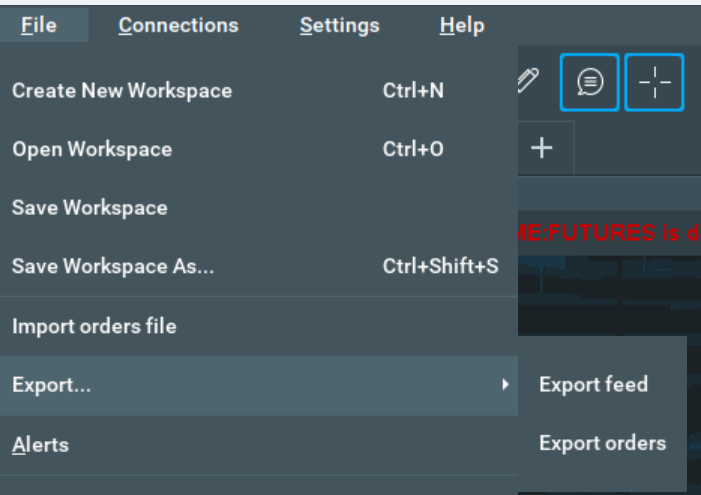 File Connections Settings Help
Create New Workspace Ctrl+N
Open Workspace Ctrl+O
Save Workspace
ME:FUTURES is d
Save Workspace As... Ctrl+Shift+S
Import orders file
Export...
Export feed
Alerts
Export orders